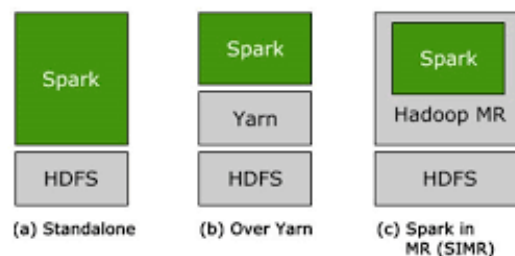 Spark
HDFS
(a) Standalone
Spark
Yarn
HDFS
(b) Over Yarn
Spark
Hadoop MR
HDFS
(c) Spark in
MR (SIMR)